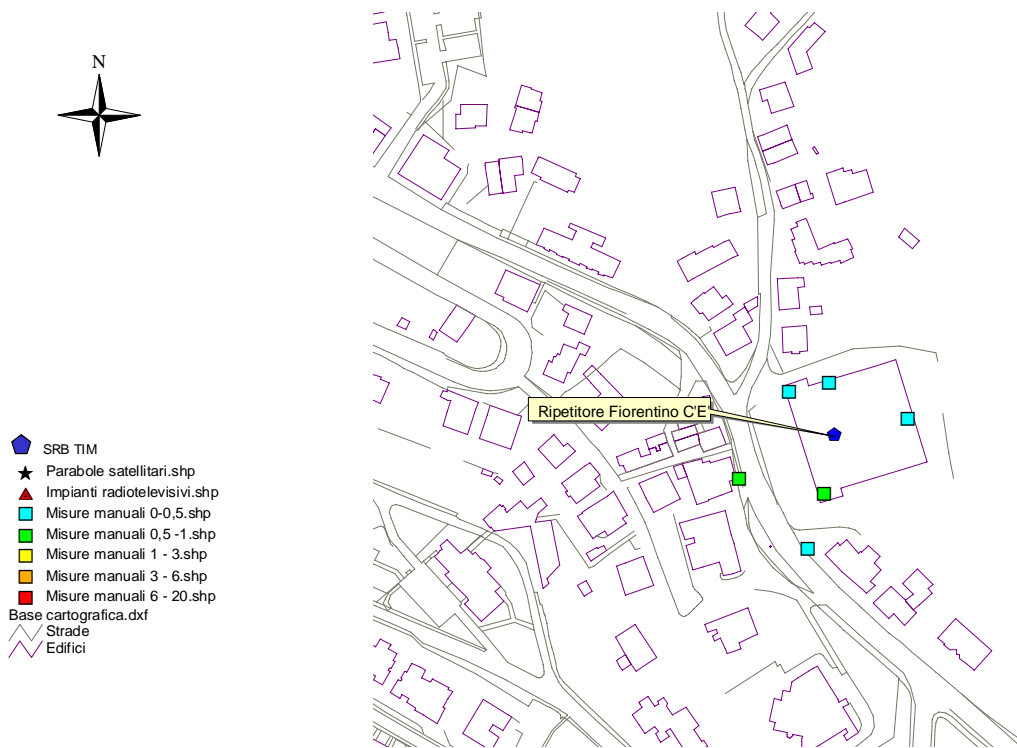 N
Ripetitore Fiorentino C'E'
SRB TIM
Parabole satellitari.shp
Impianti radiotelevisivi.shp
Misure manuali 0-0,5.shp
Misure manuali 0,5 -1.shp
Misure manuali 1 - 3.shp
Misure manuali 3 - 6.shp
Misure manuali 6 - 20.shp
Base cartografica.dxf
Strade
Edifici